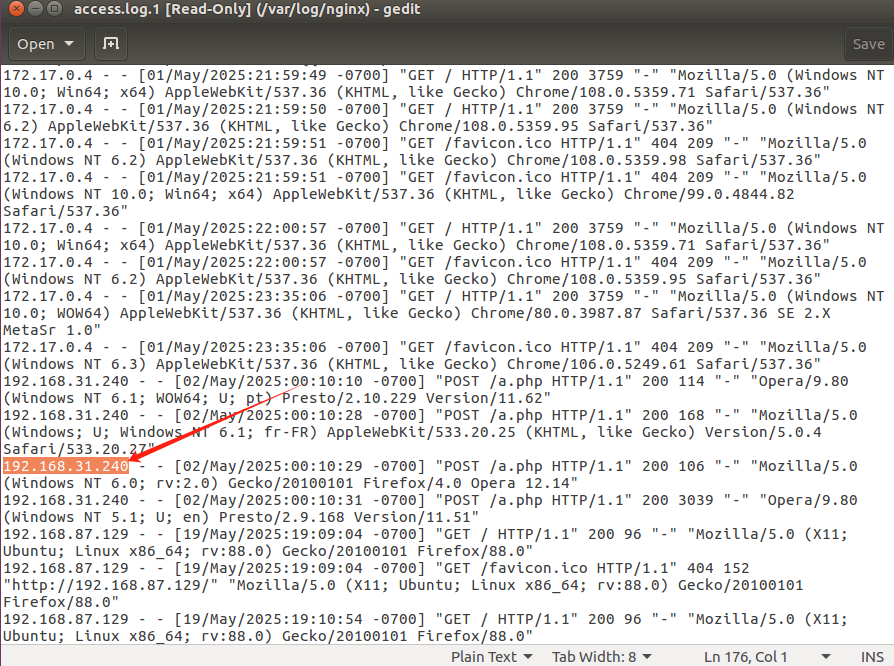 access.log.1 [Read-Only] (/var/log/nginx) - gedit
Open
Save
172.17.0.4 - - [01/May/2025:21:59:49 -0700] "GET / HTTP/1.1" 200 3759 "-" "Mozilla/5.0 (Windows NT
10.0; Win64; x64) AppleWebKit/537.36 (KHTML, like Gecko) Chrome/108.0.5359.71 Safari/537.36"
172.17.0.4 - - [01/May/2025:21:59:50 -0700] "GET / HTTP/1.1" 200 3759 "-" "Mozilla/5.0 (Windows NT
6.2) AppleWebKit/537.36 (KHTML, like Gecko) Chrome/108.0.5359.95 Safari/537.36"
172.17.0.4 - - [01/May/2025:21:59:51 -0700] "GET /favicon.ico HTTP/1.1" 404 209 "-" "Mozilla/5.0
(Windows NT 6.2) AppleWebKit/537.36 (KHTML, like Gecko) Chrome/108.0.5359.98 Safari/537.36"
172.17.0.4 - - [01/May/2025:21:59:51 -0700] "GET /favicon.ico HTTP/1.1" 404 209 "-" "Mozilla/5.0
(Windows NT 10.0; Win64; x64) AppleWebKit/537.36 (KHTML, like Gecko) Chrome/99.0.4844.82
Safari/537.36"
172.17.0.4 - - [01/May/2025:22:00:57 -0700] "GET / HTTP/1.1" 200 3759 "-" "Mozilla/5.0 (Windows NT
10.0; Win64; x64) AppleWebKit/537.36 (KHTML, like Gecko) Chrome/108.0.5359.71 Safari/537.36"
172.17.0.4 - - [01/May/2025:22:00:57 -0700] "GET /favicon.ico HTTP/1.1" 404 209 "-" "Mozilla/5.0
(Windows NT 6.2) AppleWebKit/537.36 (KHTML, like Gecko) Chrome/108.0.5359.95 Safari/537.36"
172.17.0.4 - - [01/May/2025:23:35:06 -0700] "GET / HTTP/1.1" 200 3759 "-" "Mozilla/5.0 (Windows NT
10.0; WOW64) AppleWebKit/537.36 (KHTML, like Gecko) Chrome/80.0.3987.87 Safari/537.36 SE 2.X
MetaSr 1.0"
172.17.0.4 - - [01/May/2025:23:35:06 -0700] "GET /favicon.ico HTTP/1.1" 404 209 "-" "Mozilla/5.0
(Windows NT 6.3) AppleWebKit/537.36 (KHTML, like Gecko) Chrome/106.0.5249.61 Safari/537.36"
192.168.31.240 - - [02/May/2025:00:10:10 -0700] "POST /a.php HTTP/1.1" 200 114 "-" "Opera/9.80
(Windows NT 6.1; WOW64; U; pt) Presto/2.10.229 Version/11.62"
192.168.31.240 - - [02/May/2025:00:10:28 -0700] "POST /a.php HTTP/1.1" 200 168 "-" "Mozilla/5.0
(Windows; U; Windows NT 6.1; fr-FR) AppleWebKit/533.20.25 (KHTML, like Gecko) Version/5.0.4
Safari/533.20.27"
192.168.31.240 - - [02/May/2025:00:10:29 -0700] "POST /a.php HTTP/1.1" 200 106 "-" "Mozilla/5.0
(Windows NT 6.0; rv:2.0) Gecko/20100101 Firefox/4.0 Opera 12.14"
192.168.31.240 - - [02/May/2025:00:10:31 -0700] "POST /a.php HTTP/1.1" 200 3039 "-" "Opera/9.80
(Windows NT 5.1; U; en) Presto/2.9.168 Version/11.51"
192.168.87.129 - - [19/May/2025:19:09:04 -0700] "GET / HTTP/1.1" 200 96 "-" "Mozilla/5.0 (X11;
Ubuntu; Linux x86_64; rv:88.0) Gecko/20100101 Firefox/88.0"
192.168.87.129 - - [19/May/2025:19:09:04 -0700] "GET /favicon.ico HTTP/1.1" 404 152
"http://192.168.87.129/" "Mozilla/5.0 (X11; Ubuntu; Linux x86_64; rv:88.0) Gecko/20100101
Firefox/88.0"
192.168.87.129 - - [19/May/2025:19:10:54 -0700] "GET / HTTP/1.1" 200 96 "-" "Mozilla/5.0 (X11;
Ubuntu; Linux x86_64; rv:88.0) Gecko/20100101 Firefox/88.0"
Plain Text Tab Width: 8 Ln 176, Col 1 INS